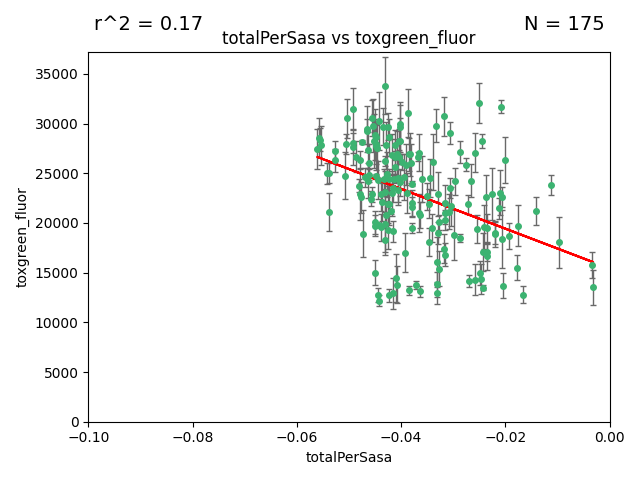 r^2 = 0.17
N = 175
totalPerSasa vs toxgreen_fluor
35000
30000
25000
20000
15000
10000
5000
0
toxgreen_fluor
−0.10
−0.08
−0.06
−0.04
−0.02
0.00
totalPerSasa